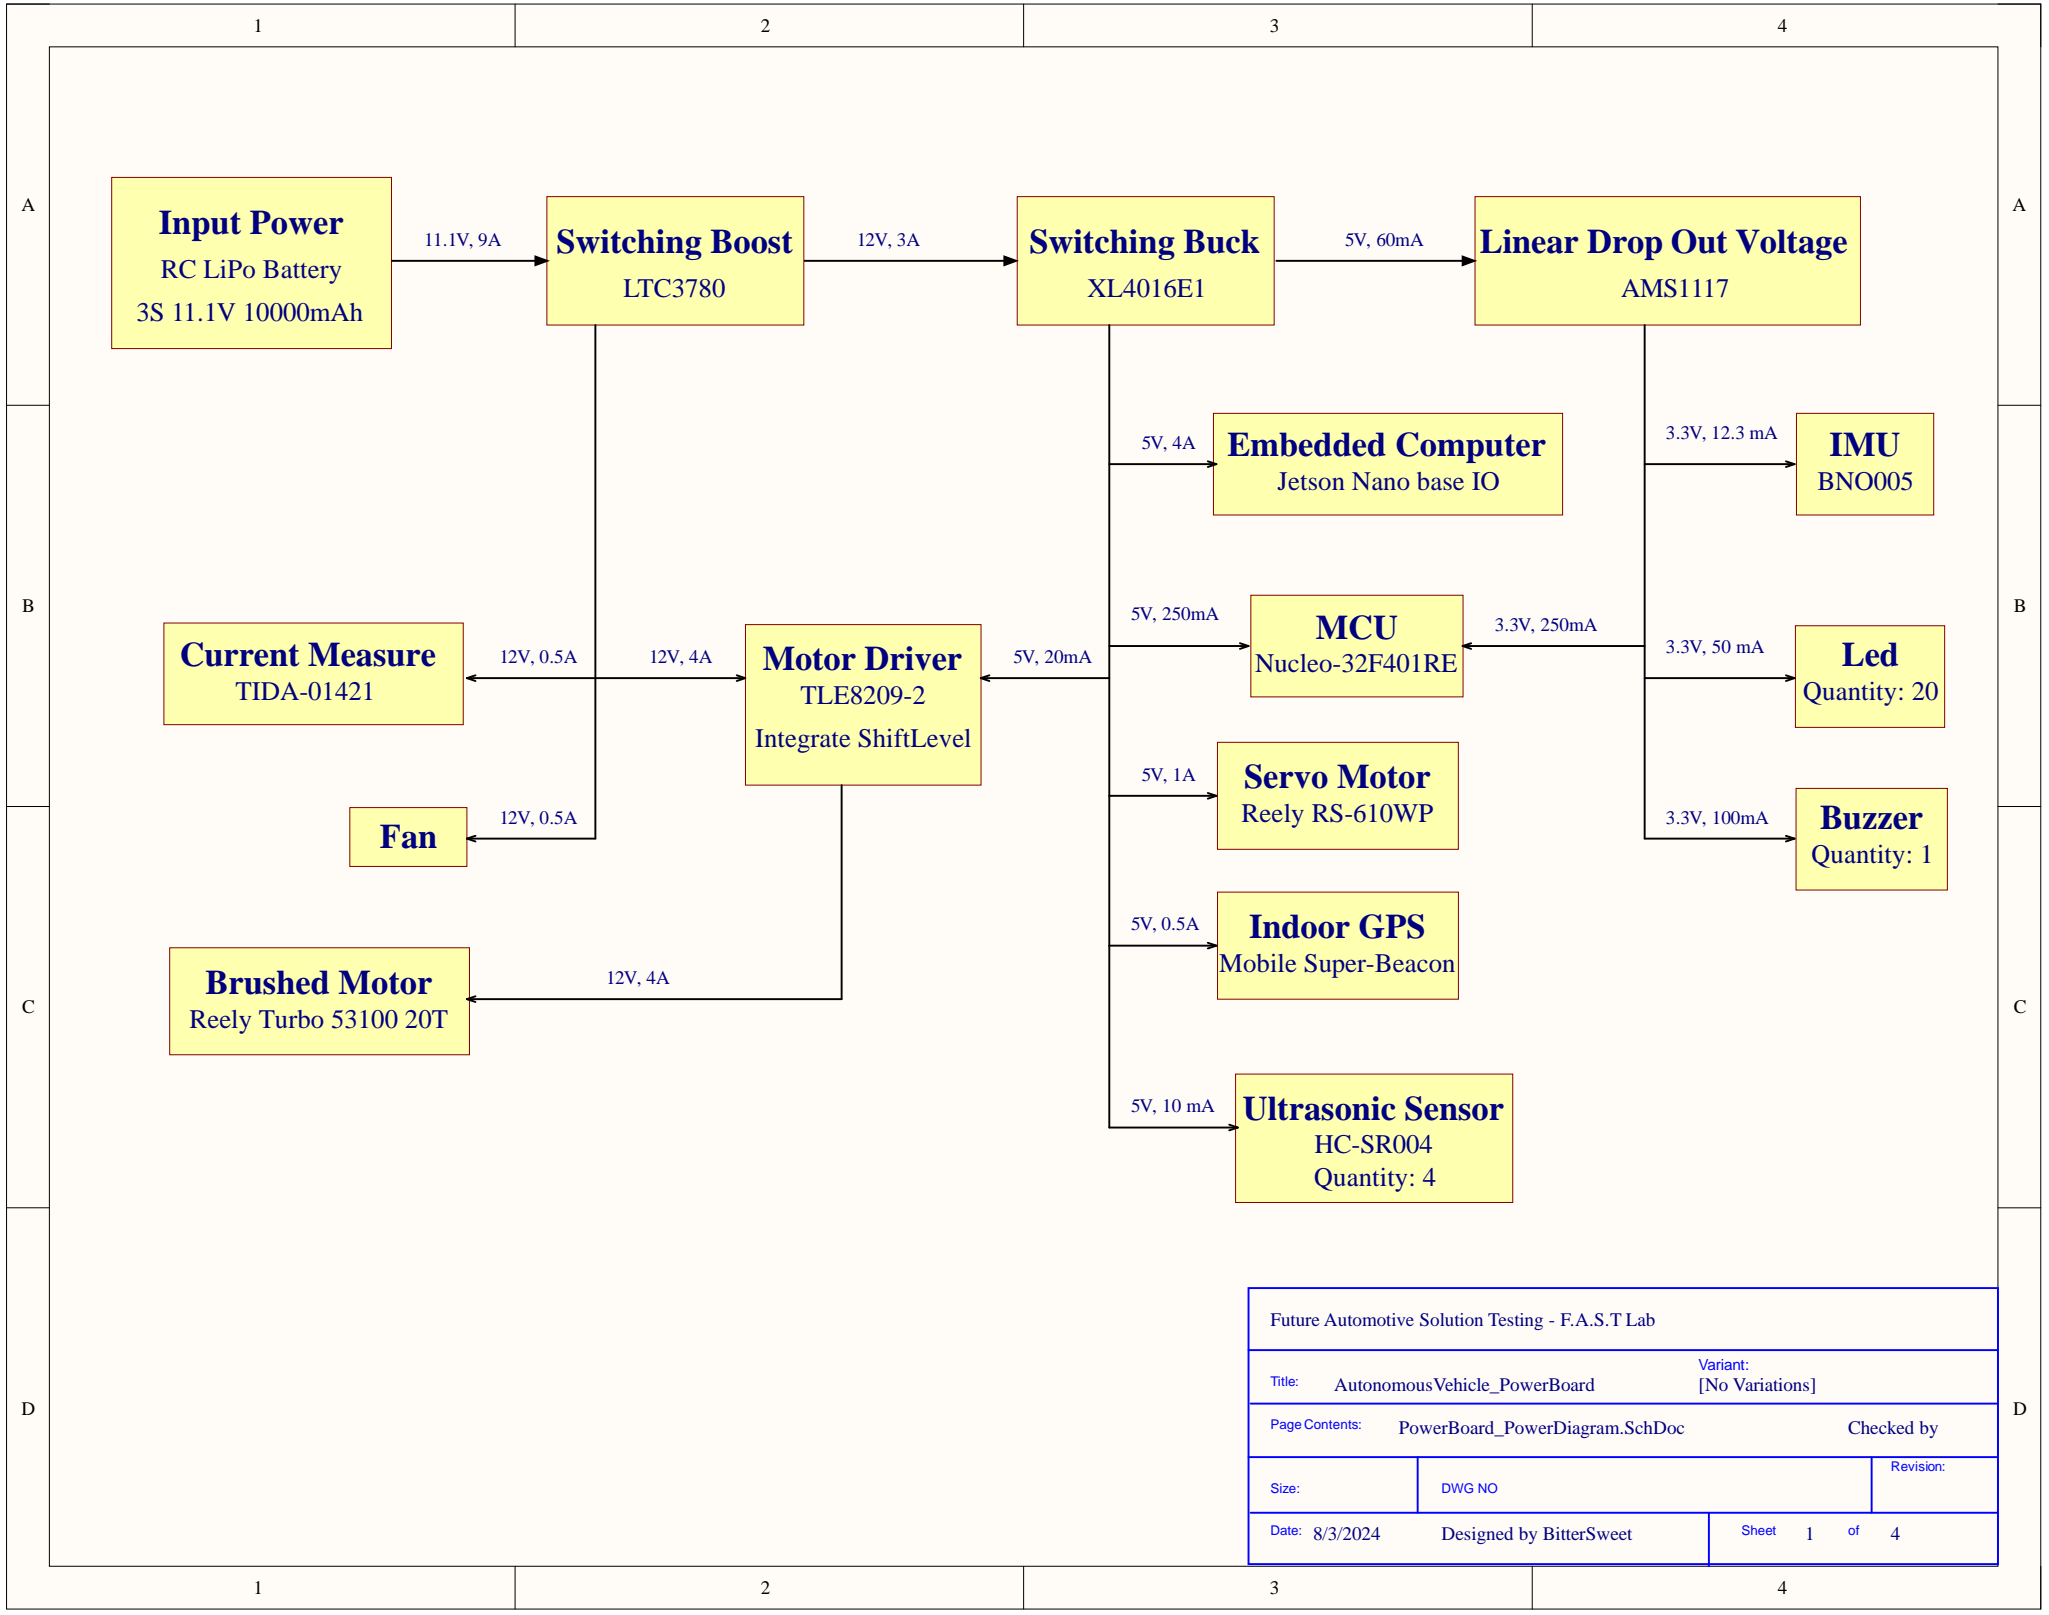 1
2
3
4
A
A
Input Power
RC LiPo Battery
3S 11.1V 10000mAh
11.1V, 9A
Switching Boost
LTC3780
12V, 3A
Switching Buck
XL4016E1
5V, 60mA
Linear Drop Out Voltage
AMS1117
5V, 4A
Embedded Computer
Jetson Nano base IO
3.3V, 12.3 mA
IMU
BNO005
B
B
Current Measure
TIDA-01421
12V, 0.5A
12V, 4A
Motor Driver
TLE8209-2
Integrate ShiftLevel
5V, 20mA
5V, 250mA
MCU
Nucleo-32F401RE
3.3V, 250mA
3.3V, 50 mA
Led
Quantity: 20
Fan
12V, 0.5A
5V, 1A
Servo Motor
Reely RS-610WP
3.3V, 100mA
Buzzer
Quantity: 1
5V, 0.5A
Indoor GPS
Mobile Super-Beacon
C
C
Brushed Motor
Reely Turbo 53100 20T
12V, 4A
5V, 10 mA
Ultrasonic Sensor
HC-SR004
Quantity: 4
D
D
Future Automotive Solution Testing - F.A.S.T Lab
Title: AutonomousVehicle_PowerBoard
Variant:
[No Variations]
Page Contents: PowerBoard_PowerDiagram.SchDoc Checked by
Size: DWG NO Revision:
Date: 8/3/2024 Designed by BitterSweet Sheet 1 of 4
1
2
3
4